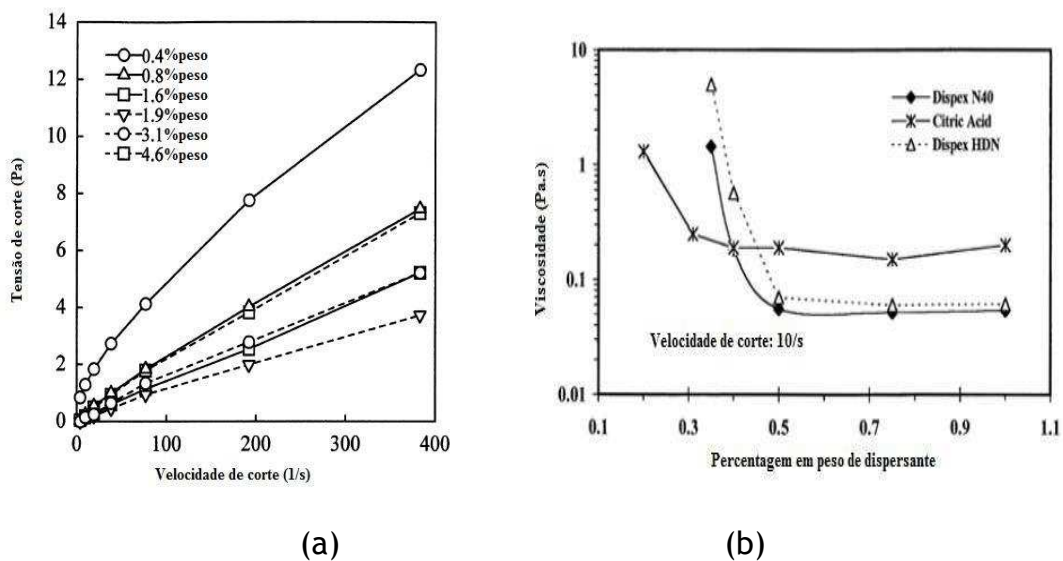 14
12
10
8
6
4
2
0
Tensão de corte (Pa)
0.4%peso
0.8%peso
1.6%peso
1.9%peso
3.1%peso
4.6%peso
0 100 200 300 400
Velocidade de corte (1/s)
(a)
10
1
0.1
0.01
Viscosidade (Pa.s)
Dispex N40
Citric Acid
Dispex HDN
Velocidade de corte: 10/s
0.1 0.3 0.5 0.7 0.9 1.1
Percentagem em peso de dispersante
(b)